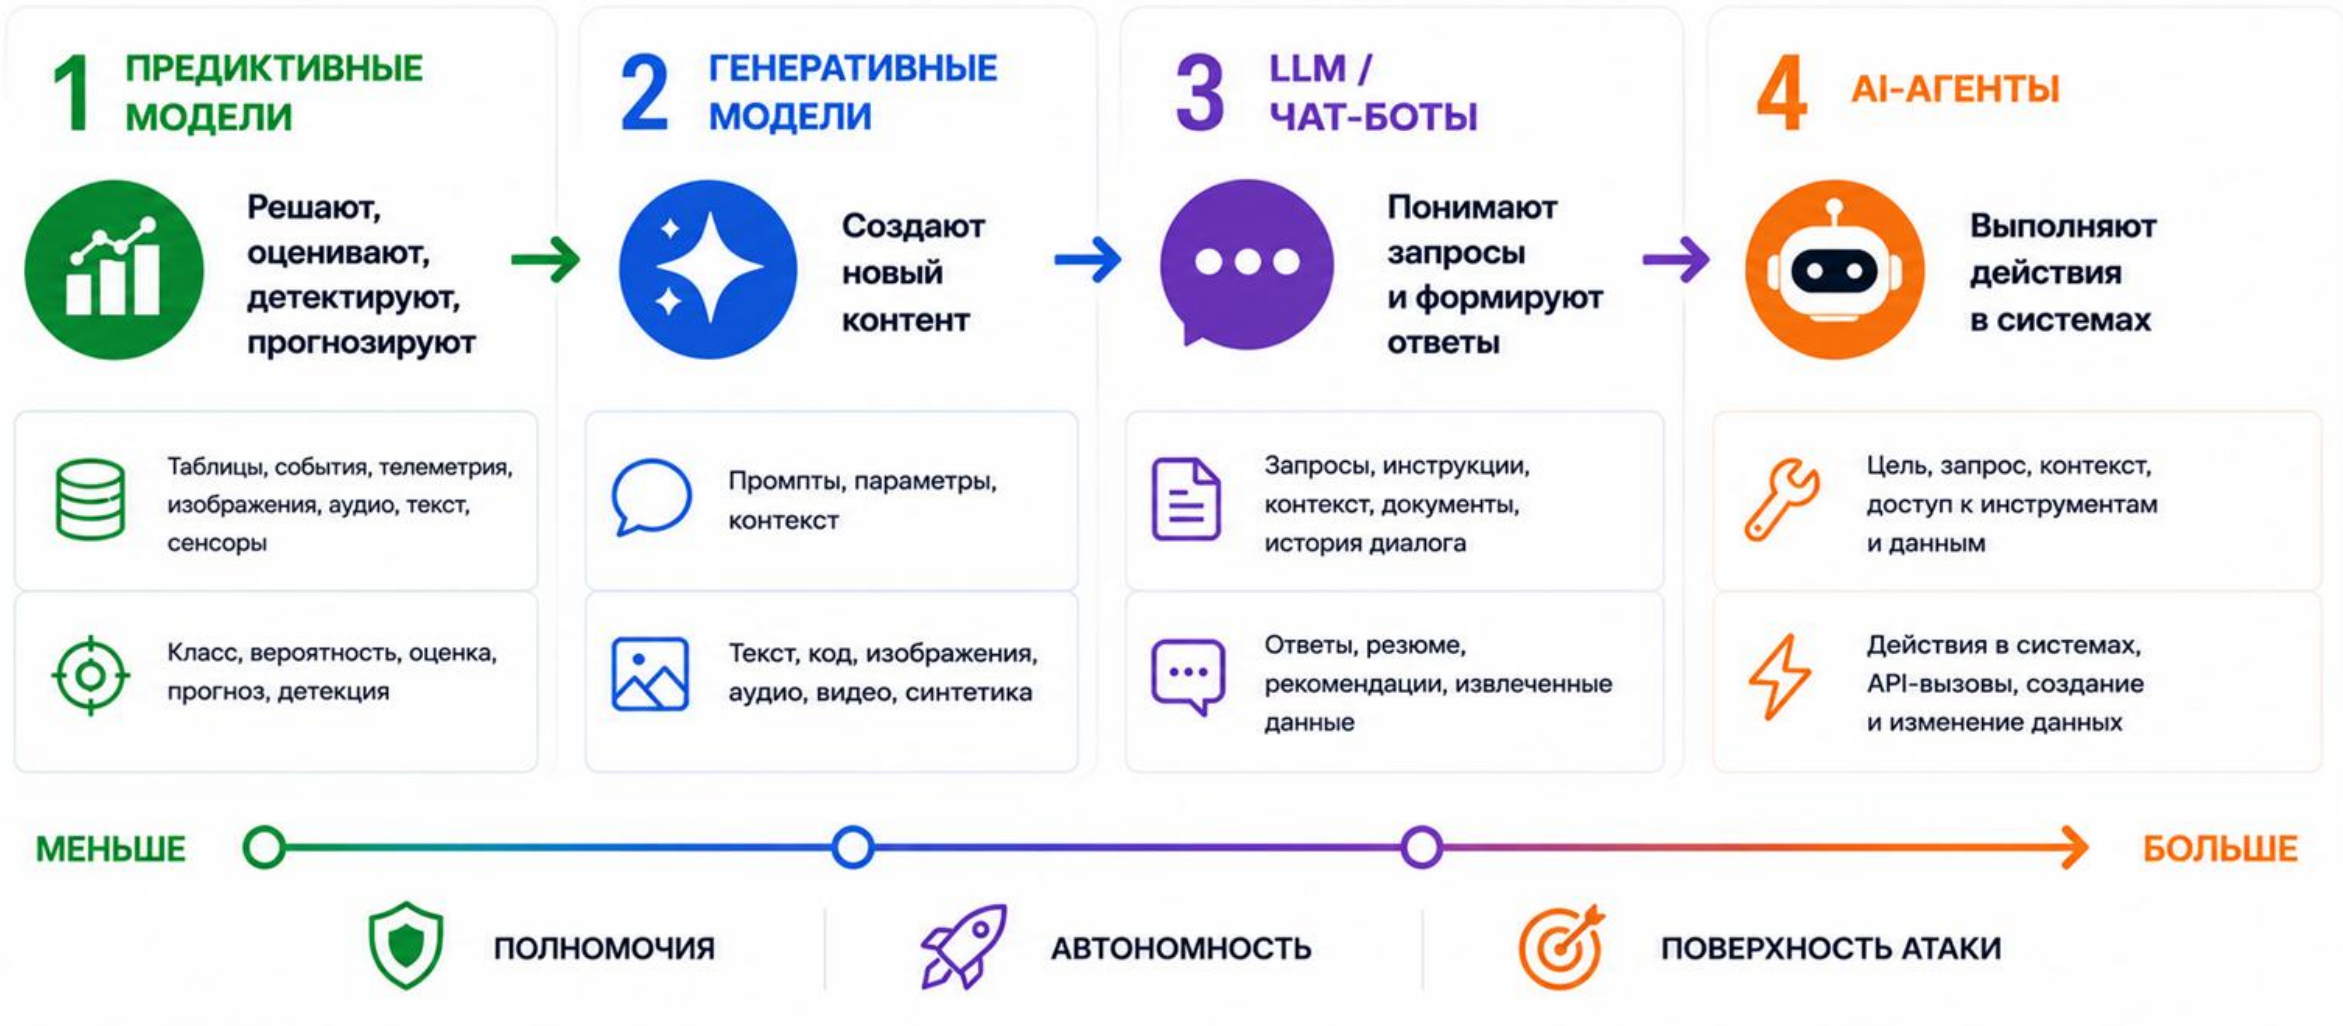 1 ПРЕДИКТИВНЫЕ
МОДЕЛИ
Решают,
оценивают,
детектируют,
прогнозируют
Таблицы, события, телеметрия,
изображения, аудио, текст,
сенсоры
Класс, вероятность, оценка,
прогноз, детекция
2 ГЕНЕРАТИВНЫЕ
МОДЕЛИ
Создают
новый
контент
Промпты, параметры,
контекст
Текст, код, изображения,
аудио, видео, синтетика
3 LLM /
ЧАТ-БОТЫ
Понимают
запросы
и формируют
ответы
Запросы, инструкции,
контекст, документы,
история диалога
Ответы, резюме,
рекомендации, извлеченные
данные
4 AI-АГЕНТЫ
Выполняют
действия
в системах
Цель, запрос, контекст,
доступ к инструментам
и данным
Действия в системах,
API-вызовы, создание
и изменение данных
МЕНЬШЕ
БОЛЬШЕ
ПОЛНОМОЧИЯ
АВТОНОМНОСТЬ
ПОВЕРХНОСТЬ АТАКИ